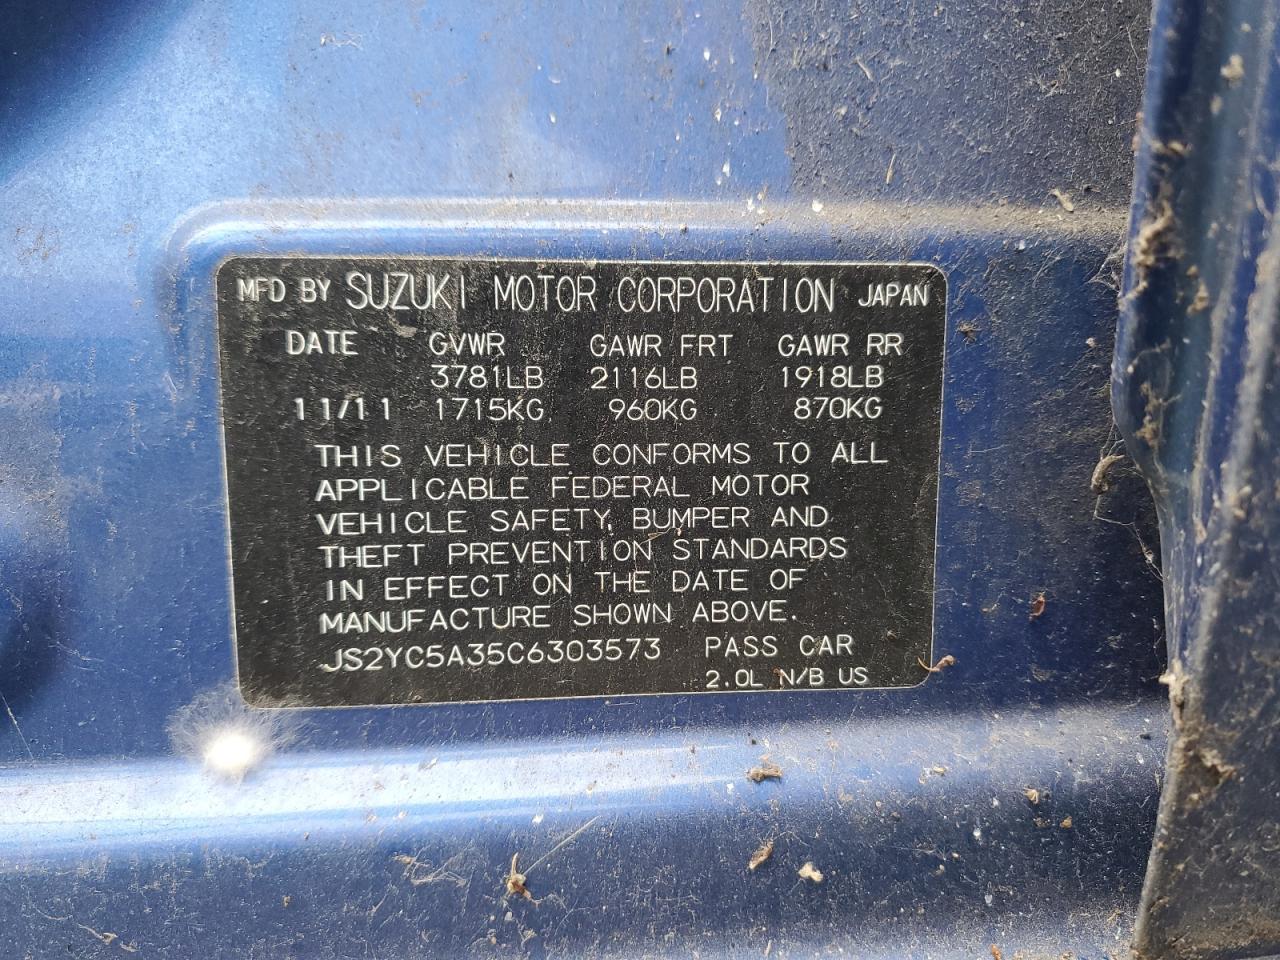 MFD BY SUZUKI MOTOR CORPORATION JAPAN
DATE GVWR GAWR FRT GAWR RR
3781LB 2116LB 1918LB
11/11 1715KG 960KG 870KG
THIS VEHICLE CONFORMS TO ALL
APPLICABLE FEDERAL MOTOR
VEHICLE SAFETY, BUMPER AND
THEFT PREVENTION STANDARDS
IN EFFECT ON THE DATE OF
MANUFACTURE SHOWN ABOVE.
JS2YC5A35C6303573 PASS CAR
2.0L N/B US